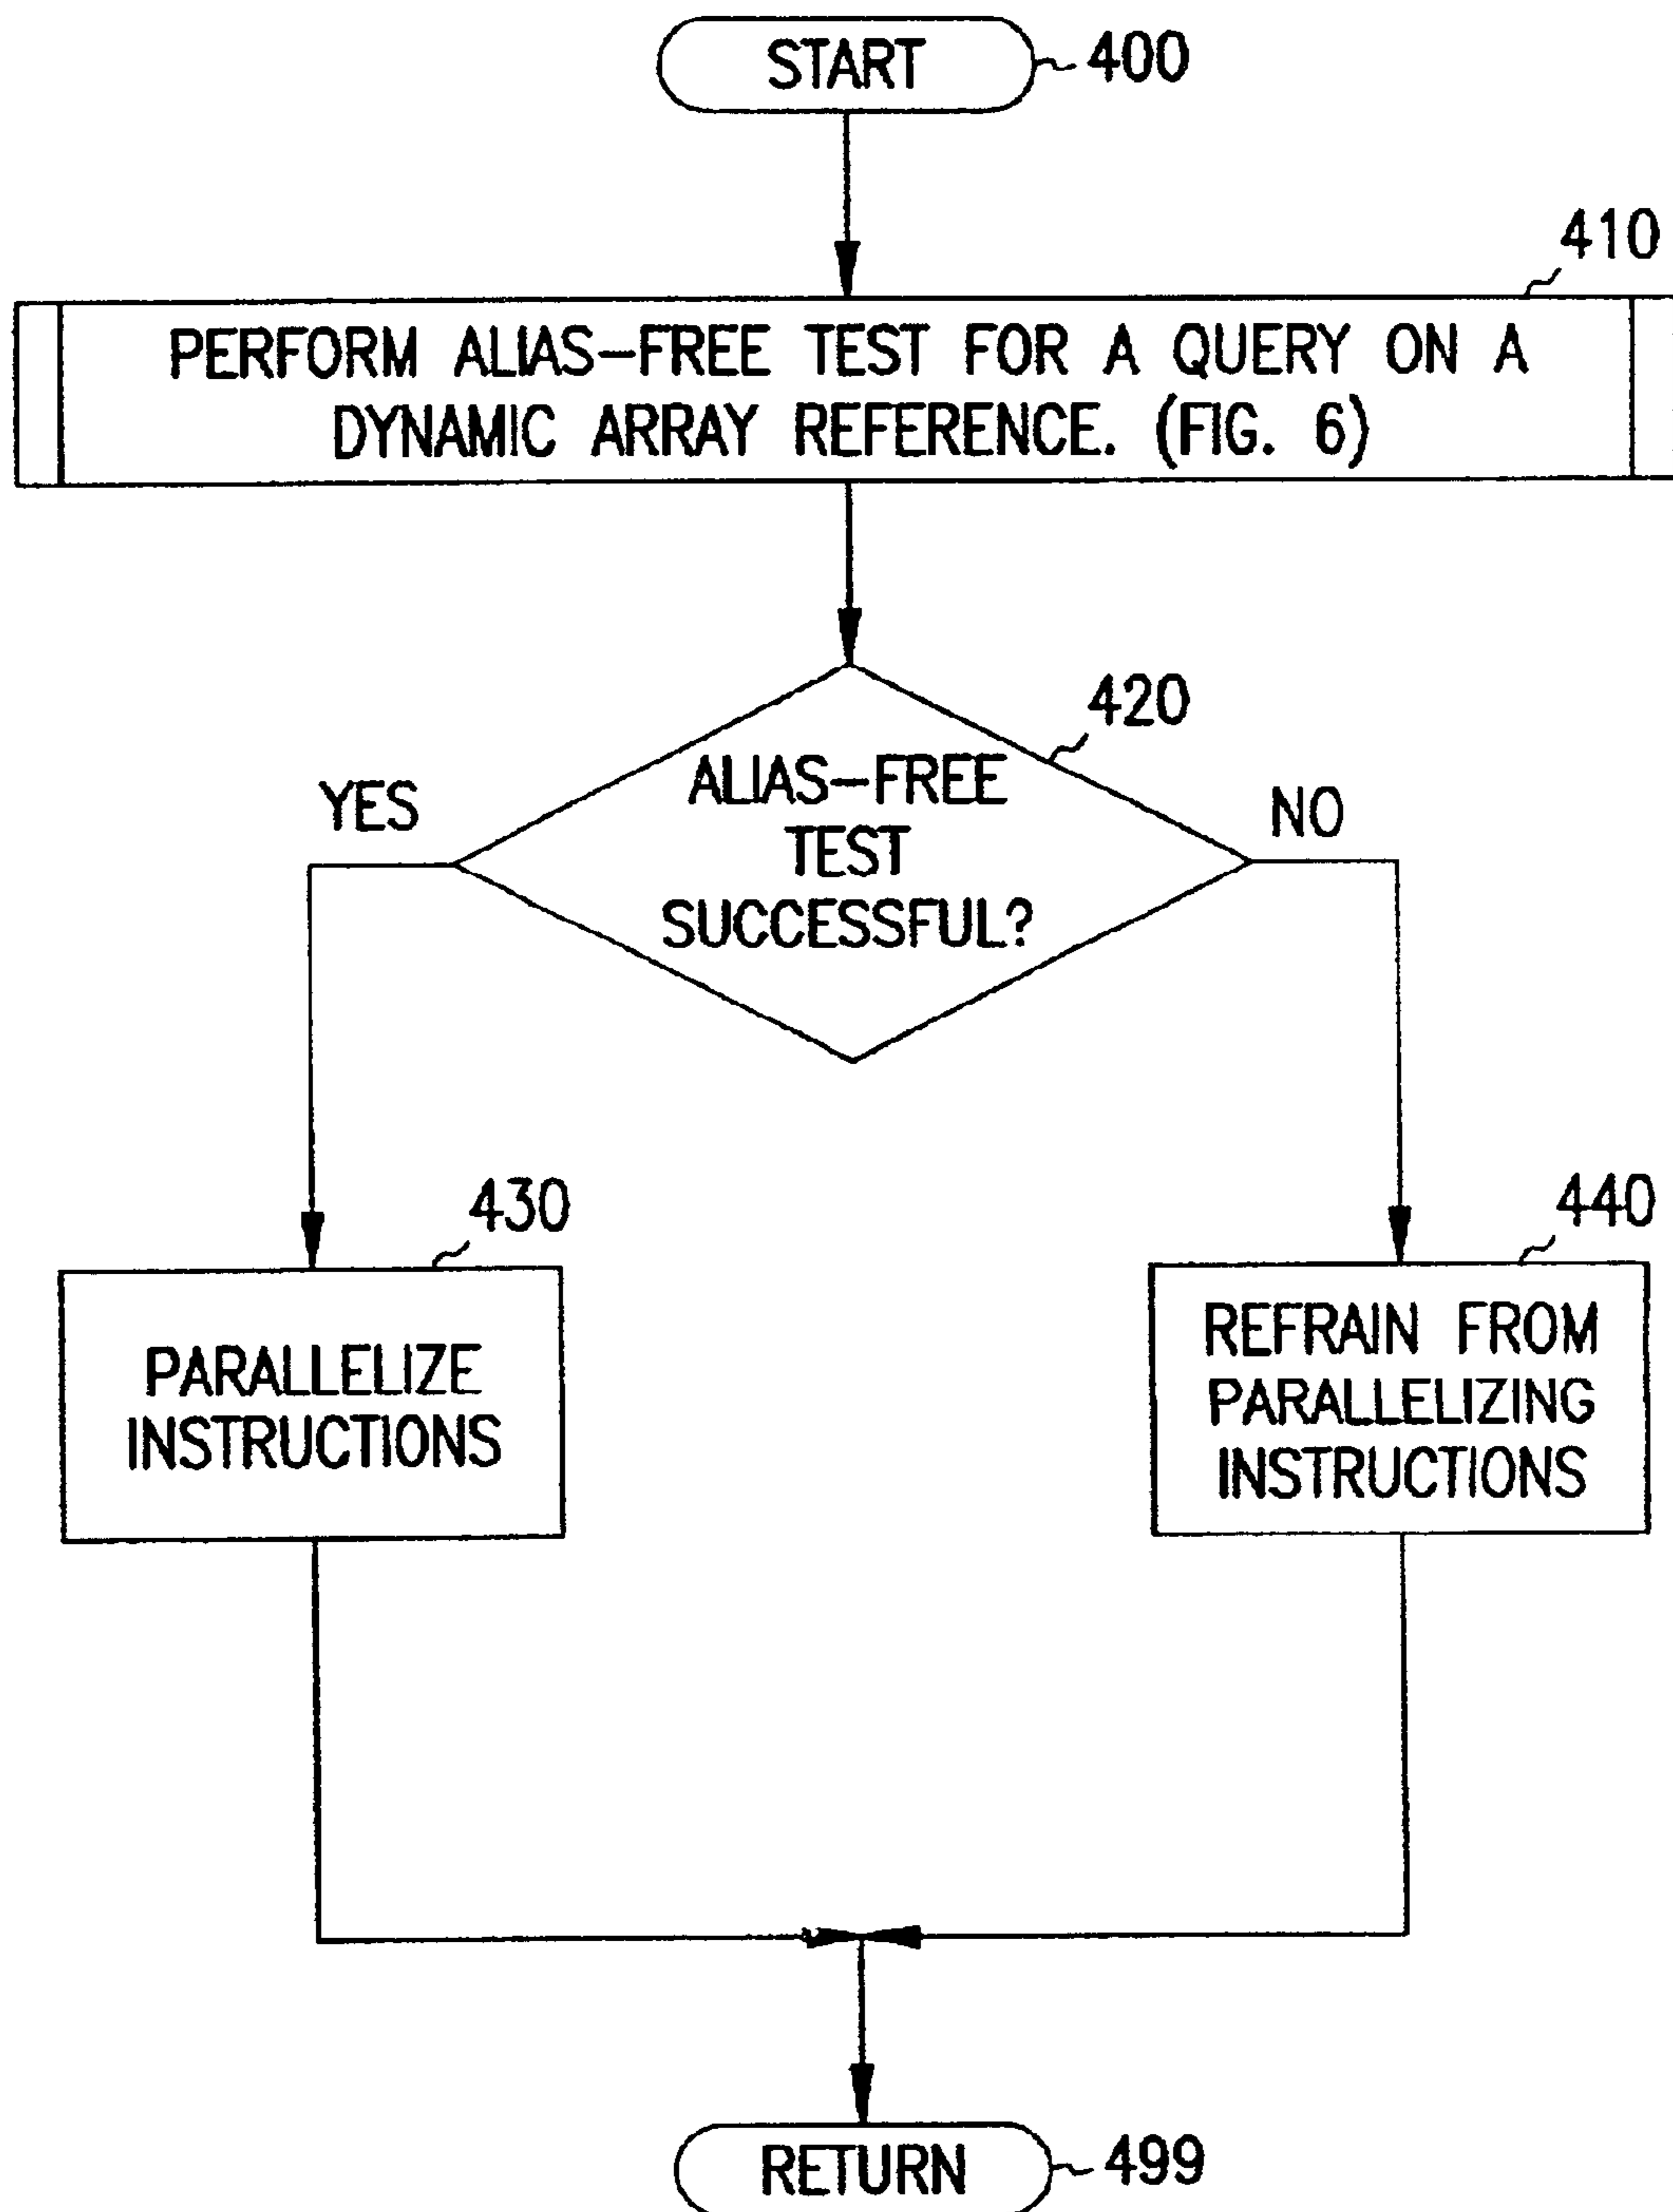 START
400
410
PERFORM ALIAS-FREE TEST FOR A QUERY ON A
DYNAMIC ARRAY REFERENCE. (FIG. 6)
420
ALIAS-FREE
TEST
SUCCESSFUL?
YES
NO
430
PARALLELIZE
INSTRUCTIONS
440
REFRAIN FROM
PARALLELIZING
INSTRUCTIONS
RETURN
499